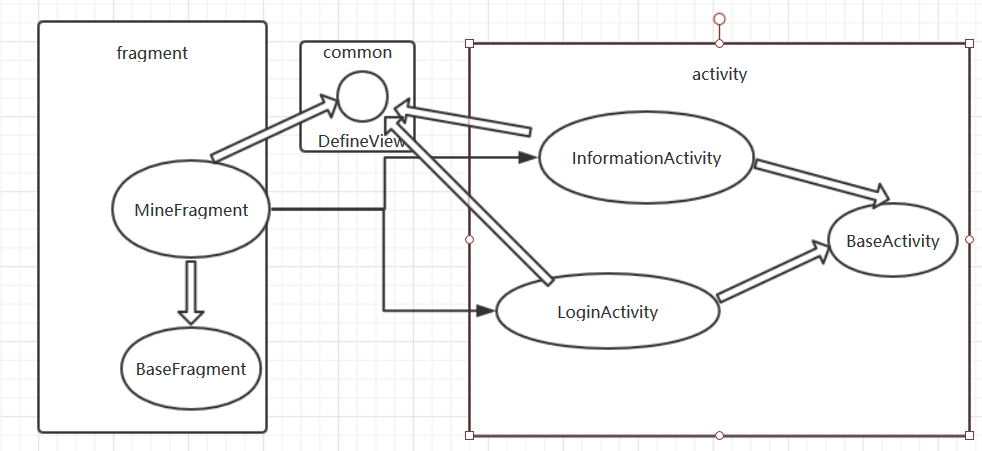 fragment
common
activity
DefineView
InformationActivity
MineFragment
BaseActivity
LoginActivity
BaseFragment